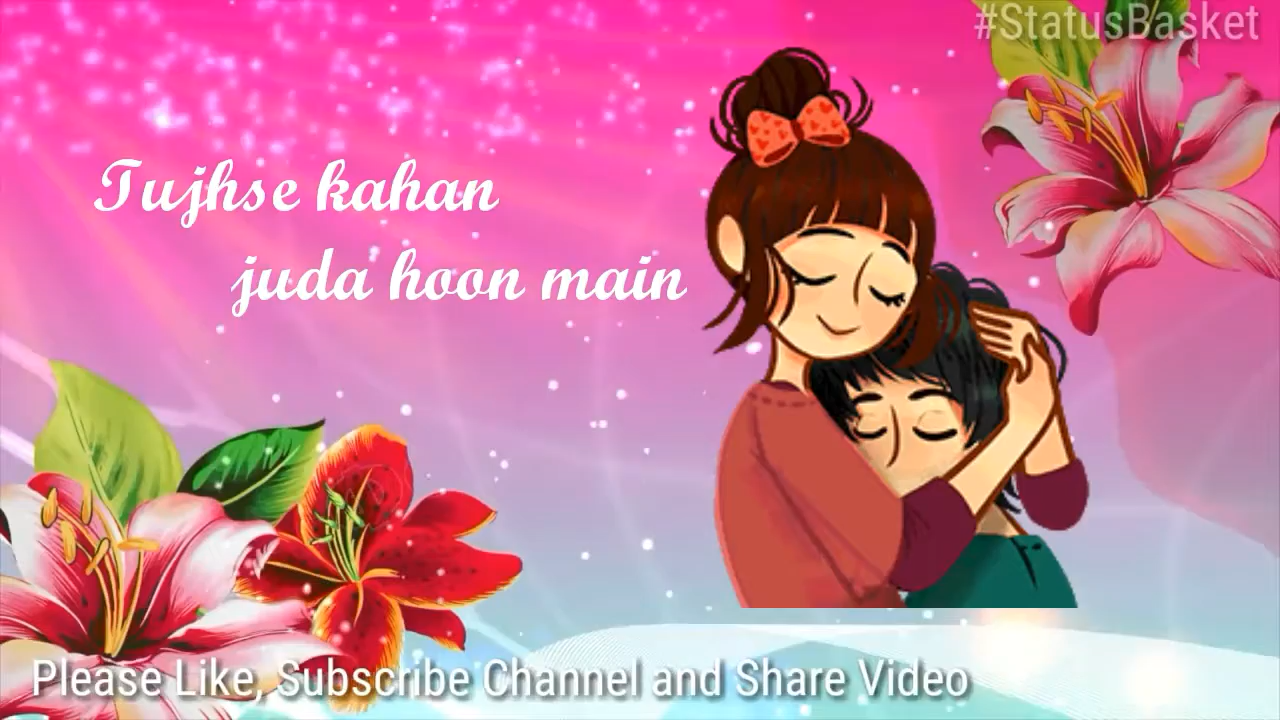 #StatusBasket
Tujhse kahan
juda hoon main
Please Like, Subscribe Channel and Share Video